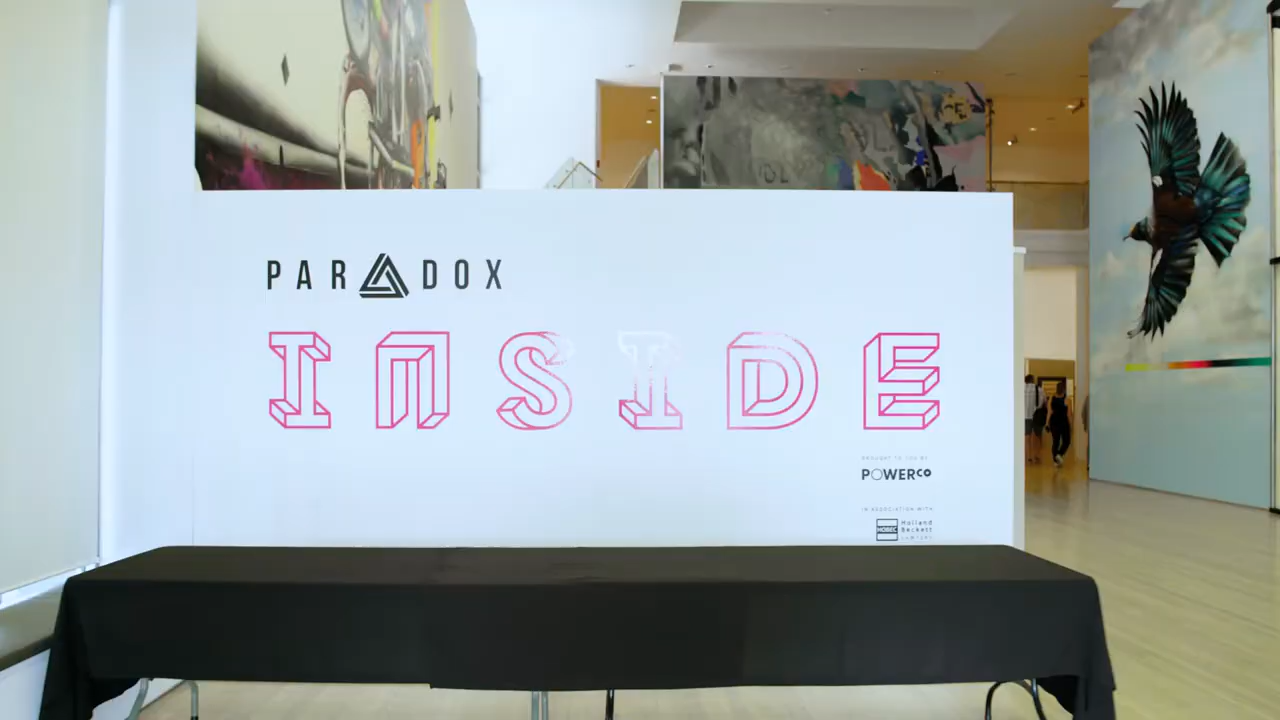 PARADOX
INSIDE
BROUGHT TO YOU BY
POWERCO
IN ASSOCIATION WITH
Holland
Beckett